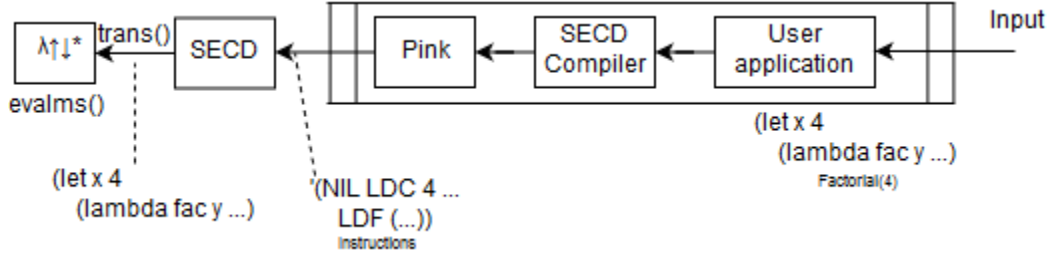 λ↑↓*
evalms()
trans()
SECD
Pink
SECD
Compiler
User
application
Input
(let x 4
(lambda fac y ...)
(NIL LDC 4 ...
LDF (...))
Instructions
(let x 4
(lambda fac y ...)
Factorial(4)